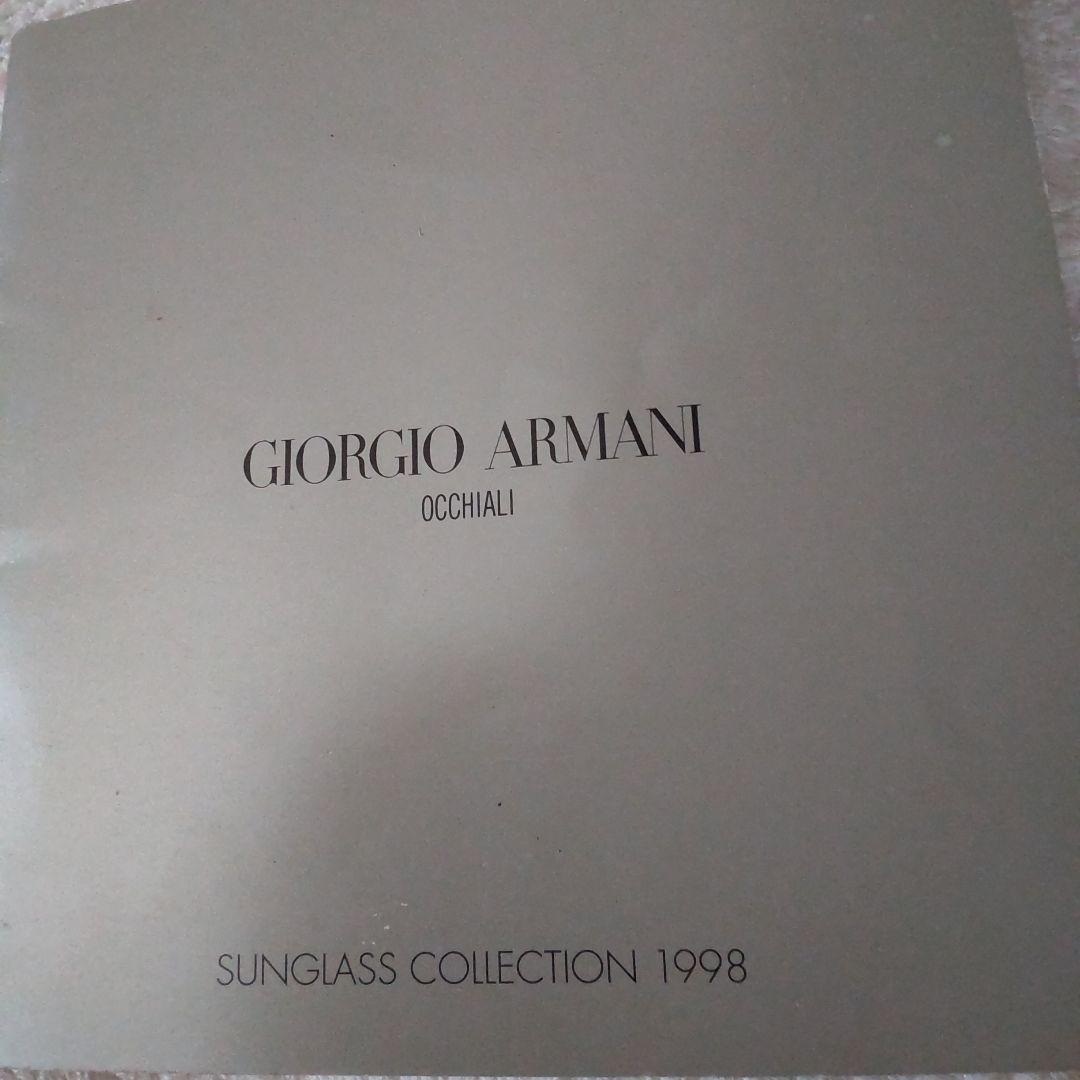 GIORGIO ARMANI
OCCHIALI
SUNGLASS COLLECTION 1998